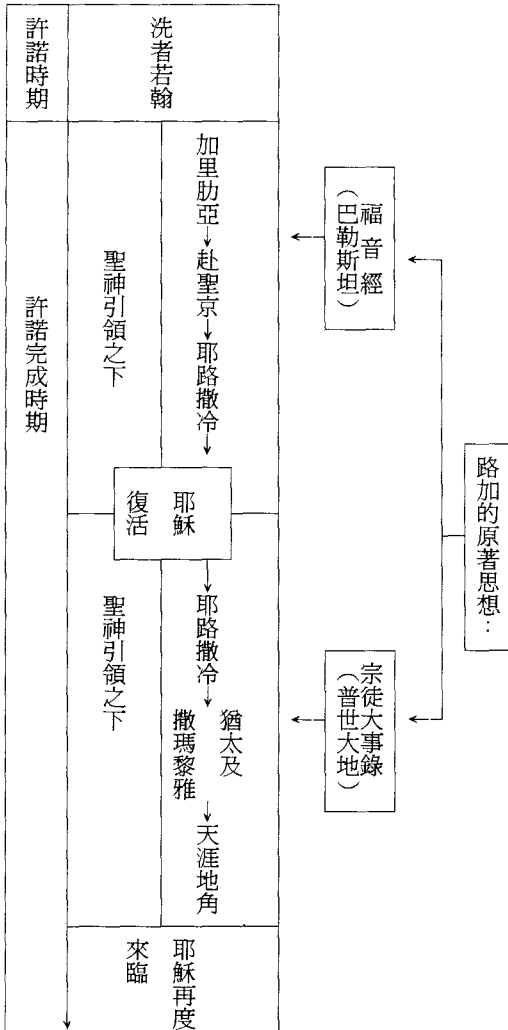 路加的原著思想：
福音經
（巴勒斯坦）
宗徒大事錄
（普世大地）
洗者若翰
加里肋亞→赴聖京→耶路撒冷→
耶穌
復活
→耶路撒冷→
猶太及
撒瑪黎雅
→天涯地角
耶穌再度
來臨
聖神引領之下
聖神引領之下
許諾時期
許諾完成時期